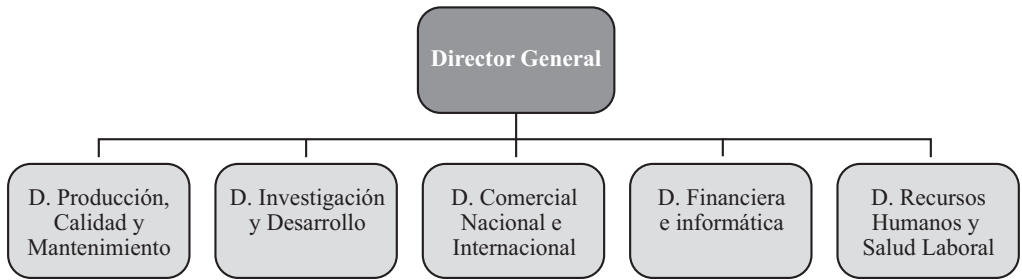 Director General
D. Producción,
Calidad y
Mantenimiento
D. Investigación
y Desarrollo
D. Comercial
Nacional e
Internacional
D. Financiera
e informática
D. Recursos
Humanos y
Salud Laboral